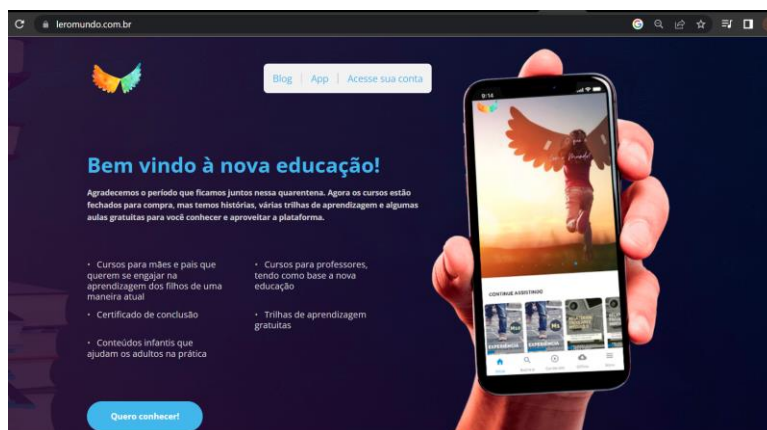 leromundo.com.br
Blog | App | Acesse sua conta
Bem vindo à nova educação!
Agradecemos o período que ficamos juntos nessa quarentena. Agora os cursos estão
fechados para compra, mas temos histórias, várias trilhas de aprendizagem e algumas
aulas gratuitas para você conhecer e aproveitar a plataforma.
• Cursos para mães e pais que
querem se engajar na
aprendizagem dos filhos de uma
maneira atual
• Certificado de conclusão
• Conteúdos infantis que
ajudam os adultos na prática
• Cursos para professores,
tendo como base a nova
educação
• Trilhas de aprendizagem
gratuitas
Quero conhecer!
9:14
CONTINUE ASSISTINDO
EXPERIÊNCIA
EXPERIÊNCIA